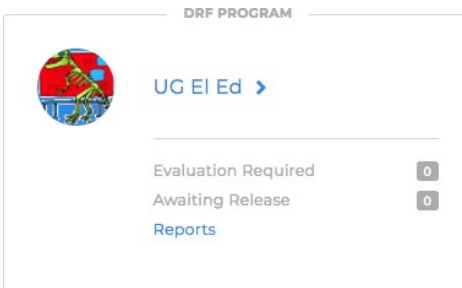 DRF PROGRAM
UG El Ed >
Evaluation Required 0
Awaiting Release 0
Reports